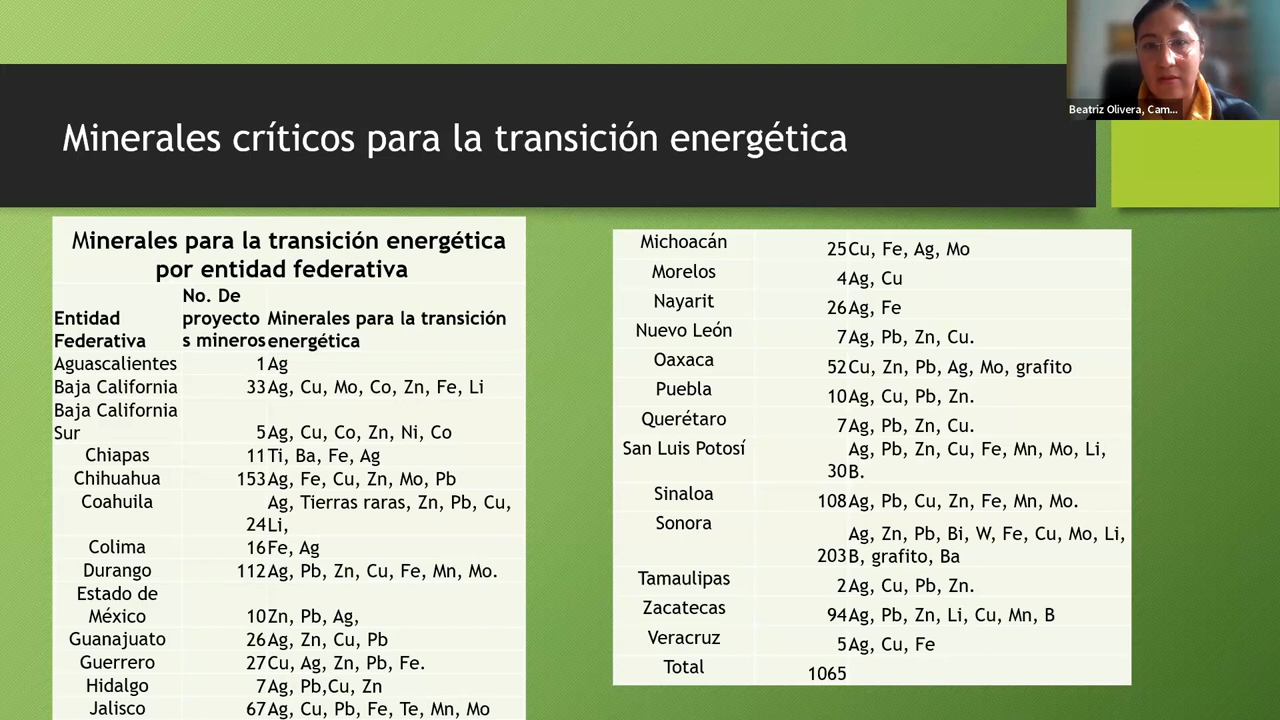 Beatriz Olivera, Cam...
Minerales críticos para la transición energética
Minerales para la transición energética
por entidad federativa
Entidad Federativa No. De proyectos mineros Minerales para la transición energética
Aguascalientes 1 Ag
Baja California 33 Ag, Cu, Mo, Co, Zn, Fe, Li
Baja California Sur 5 Ag, Cu, Co, Zn, Ni, Co
Chiapas 11 Ti, Ba, Fe, Ag
Chihuahua 153 Ag, Fe, Cu, Zn, Mo, Pb
Coahuila 24 Ag, Tierras raras, Zn, Pb, Cu, Li,
Colima 16 Fe, Ag
Durango 112 Ag, Pb, Zn, Cu, Fe, Mn, Mo.
Estado de México 10 Zn, Pb, Ag,
Guanajuato 26 Ag, Zn, Cu, Pb
Guerrero 27 Cu, Ag, Zn, Pb, Fe.
Hidalgo 7 Ag, Pb,Cu, Zn
Jalisco 67 Ag, Cu, Pb, Fe, Te, Mn, Mo
Michoacán 25 Cu, Fe, Ag, Mo
Morelos 4 Ag, Cu
Nayarit 26 Ag, Fe
Nuevo León 7 Ag, Pb, Zn, Cu.
Oaxaca 52 Cu, Zn, Pb, Ag, Mo, grafito
Puebla 10 Ag, Cu, Pb, Zn.
Querétaro 7 Ag, Pb, Zn, Cu.
San Luis Potosí 30 Ag, Pb, Zn, Cu, Fe, Mn, Mo, Li, B.
Sinaloa 108 Ag, Pb, Cu, Zn, Fe, Mn, Mo.
Sonora 203 Ag, Zn, Pb, Bi, W, Fe, Cu, Mo, Li, B, grafito, Ba
Tamaulipas 2 Ag, Cu, Pb, Zn.
Zacatecas 94 Ag, Pb, Zn, Li, Cu, Mn, B
Veracruz 5 Ag, Cu, Fe
Total 1065